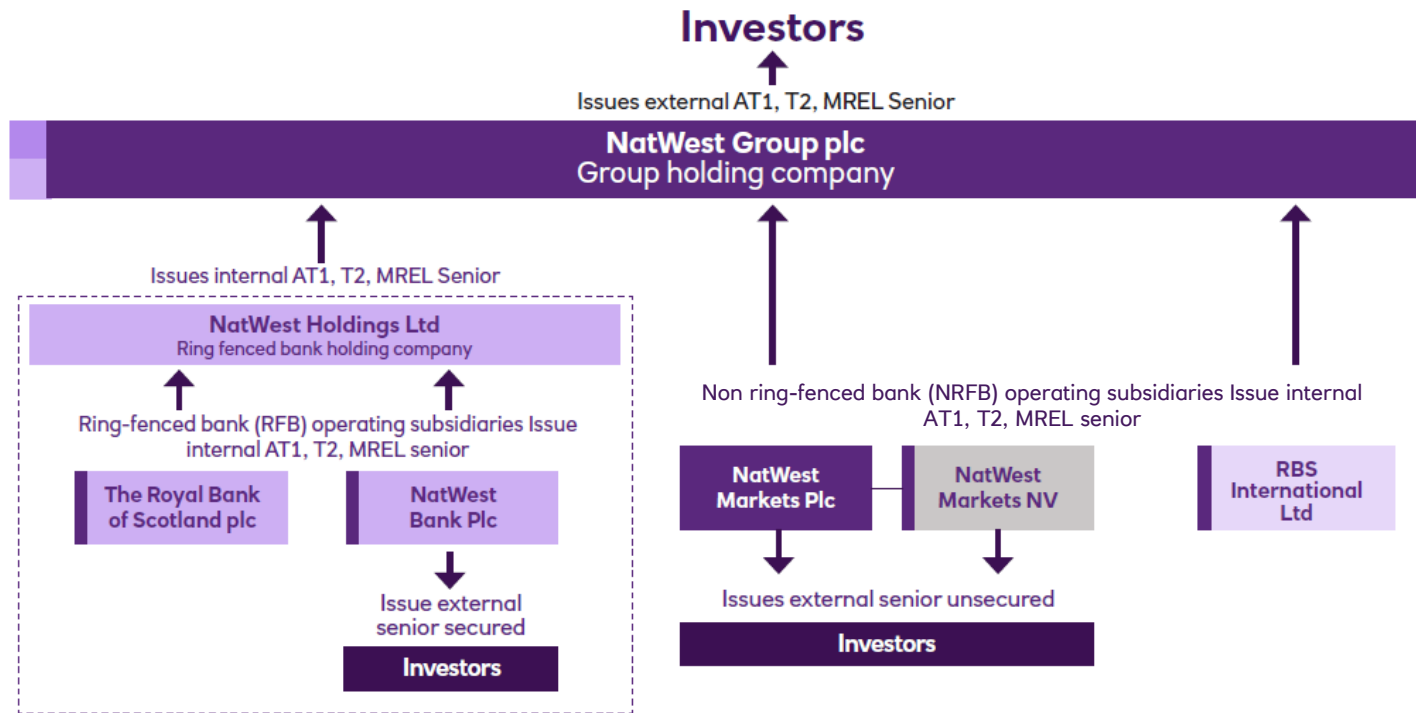 Investors
Issues external AT1, T2, MREL Senior
NatWest Group plc
Group holding company
Issues internal AT1, T2, MREL Senior
NatWest Holdings Ltd
Ring fenced bank holding company
Ring-fenced bank (RFB) operating subsidiaries Issue
internal AT1, T2, MREL senior
The Royal Bank
of Scotland plc
NatWest
Bank Plc
Issue external
senior secured
Investors
Non ring-fenced bank (NRFB) operating subsidiaries Issue internal
AT1, T2, MREL senior
NatWest
Markets Plc
NatWest
Markets NV
Issues external senior unsecured
Investors
RBS
International
Ltd